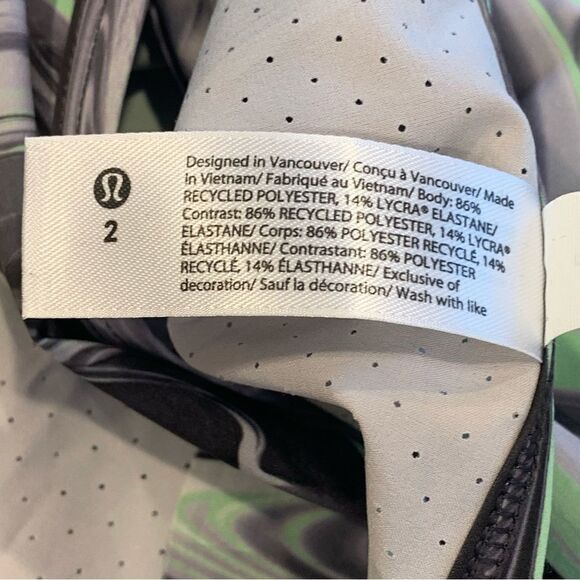 2
Designed in Vancouver/ Conçu à Vancouver/ Made
in Vietnam/ Fabriqué au Vietnam/ Body: 86%
RECYCLED POLYESTER, 14% LYCRA® ELASTANE/
Contrast: 86% RECYCLED POLYESTER, 14% LYCRA®
ELASTANE/ Corps: 86% POLYESTER RECYCLÉ, 14%
ÉLASTHANNE/ Contrastant: 86% POLYESTER
RECYCLÉ, 14% ÉLASTHANNE/ Exclusive of
decoration/ Sauf la décoration/ Wash with like